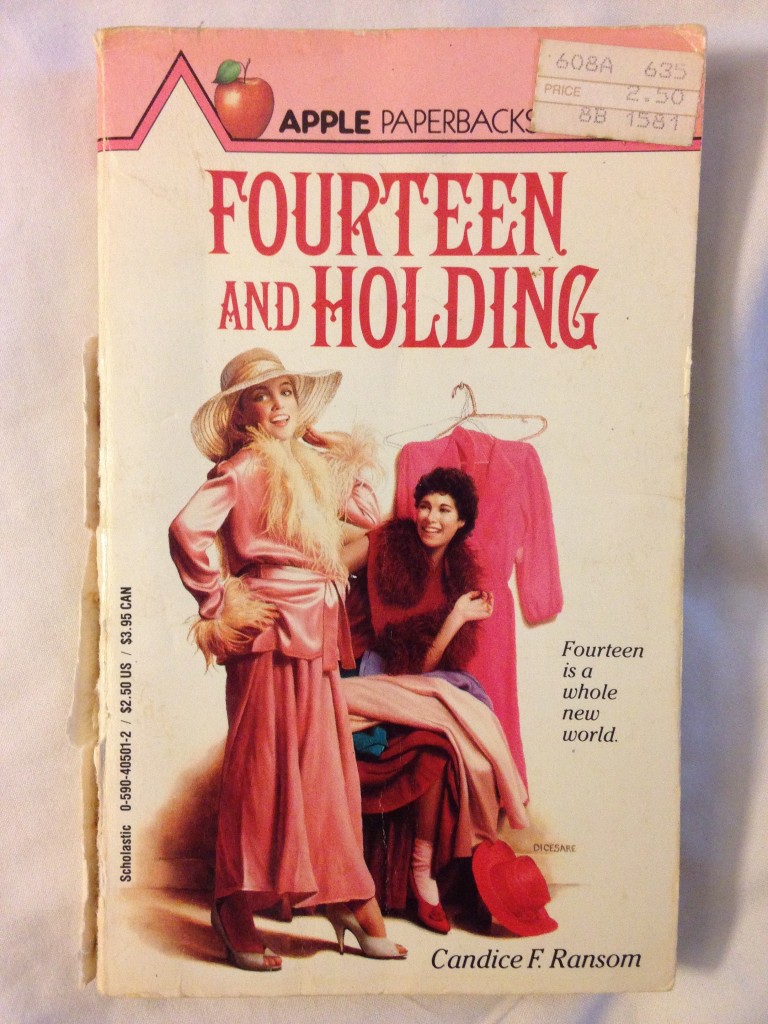 APPLE PAPERBACKS
608A 635
PRICE 2.50
8B 1581
FOURTEEN
AND HOLDING
Fourteen
is a
whole
new
world.
Scholastic 0-590-40501-2 / $2.50 US / $3.95 CAN
DICESARE
Candice F. Ransom